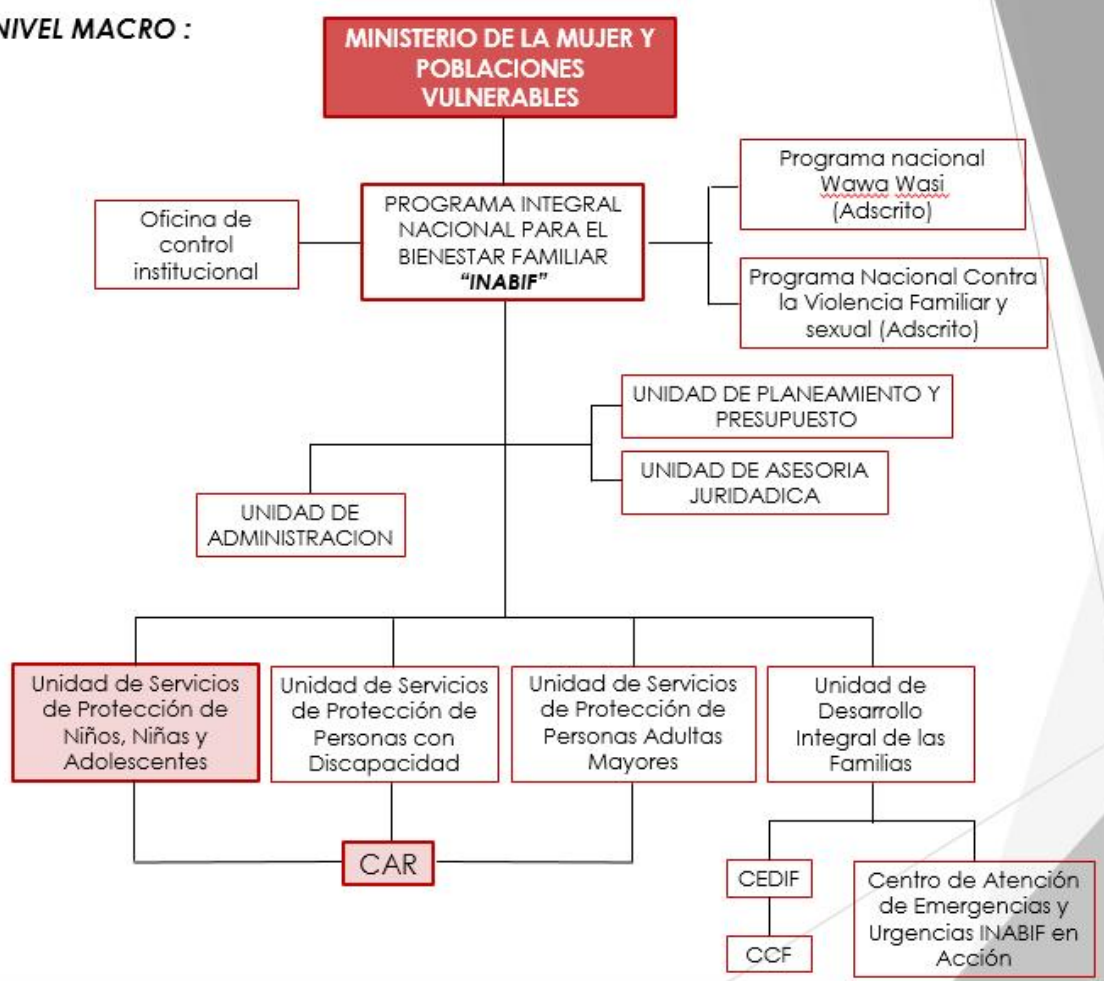 NIVEL MACRO :
MINISTERIO DE LA MUJER Y
POBLACIONES
VULNERABLES
Oficina de
control
institucional
PROGRAMA INTEGRAL
NACIONAL PARA EL
BIENESTAR FAMILIAR
"INABIF"
Programa nacional
Wawa Wasi
(Adscrito)
Programa Nacional Contra
la Violencia Familiar y
sexual (Adscrito)
UNIDAD DE PLANEAMIENTO Y
PRESUPUESTO
UNIDAD DE ASESORIA
JURIDADICA
UNIDAD DE
ADMINISTRACION
Unidad de Servicios
de Protección de
Niños, Niñas y
Adolescentes
Unidad de Servicios
de Protección de
Personas con
Discapacidad
Unidad de Servicios
de Protección de
Personas Adultas
Mayores
Unidad de
Desarrollo
Integral de las
Familias
CAR
CEDIF
CCF
Centro de Atención
de Emergencias y
Urgencias INABIF en
Acción